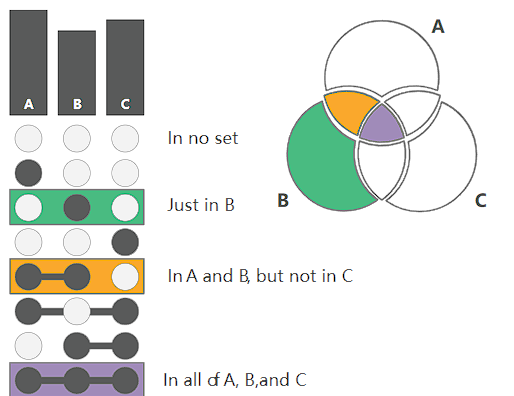 A B C
In no set
Just in B
In A and B, but not in C
In all of A, B,and C
A
B
C